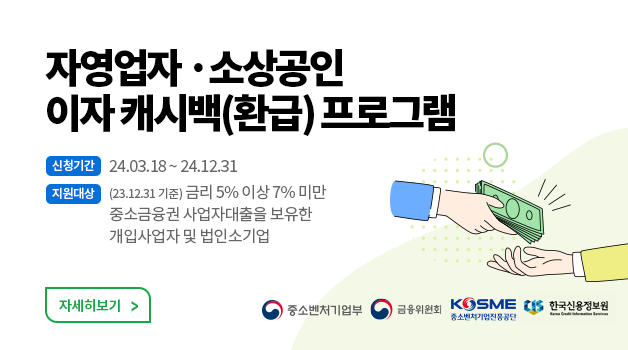 자영업자 · 소상공인
이자 캐시백(환급) 프로그램
신청기간 24.03.18 ~ 24.12.31
지원대상 (23.12.31 기준) 금리 5% 이상 7% 미만
중소금융권 사업자대출을 보유한
개입사업자 및 법인소기업
자세히보기 >
중소벤처기업부
금융위원회
KOSME
중소벤처기업진흥공단
CIS
한국신용정보원
Korea Credit Information Services